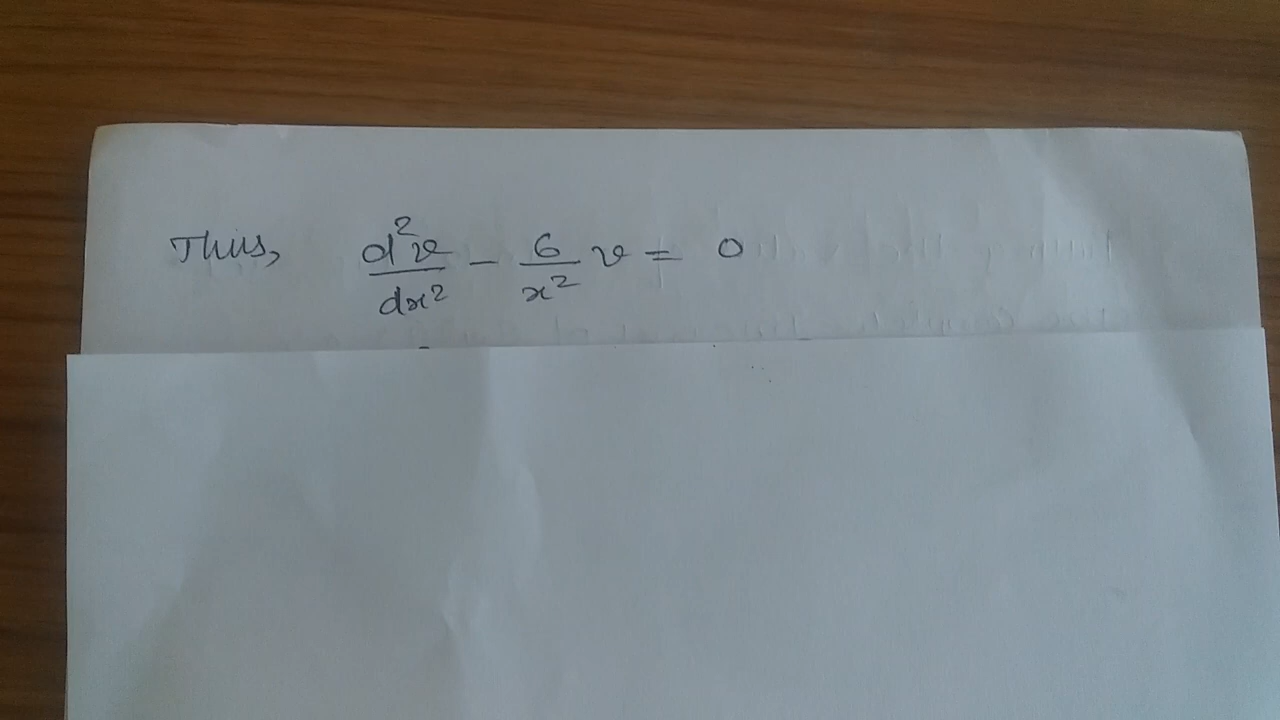 Thus, d²v/dx² - 6/x² v = 0